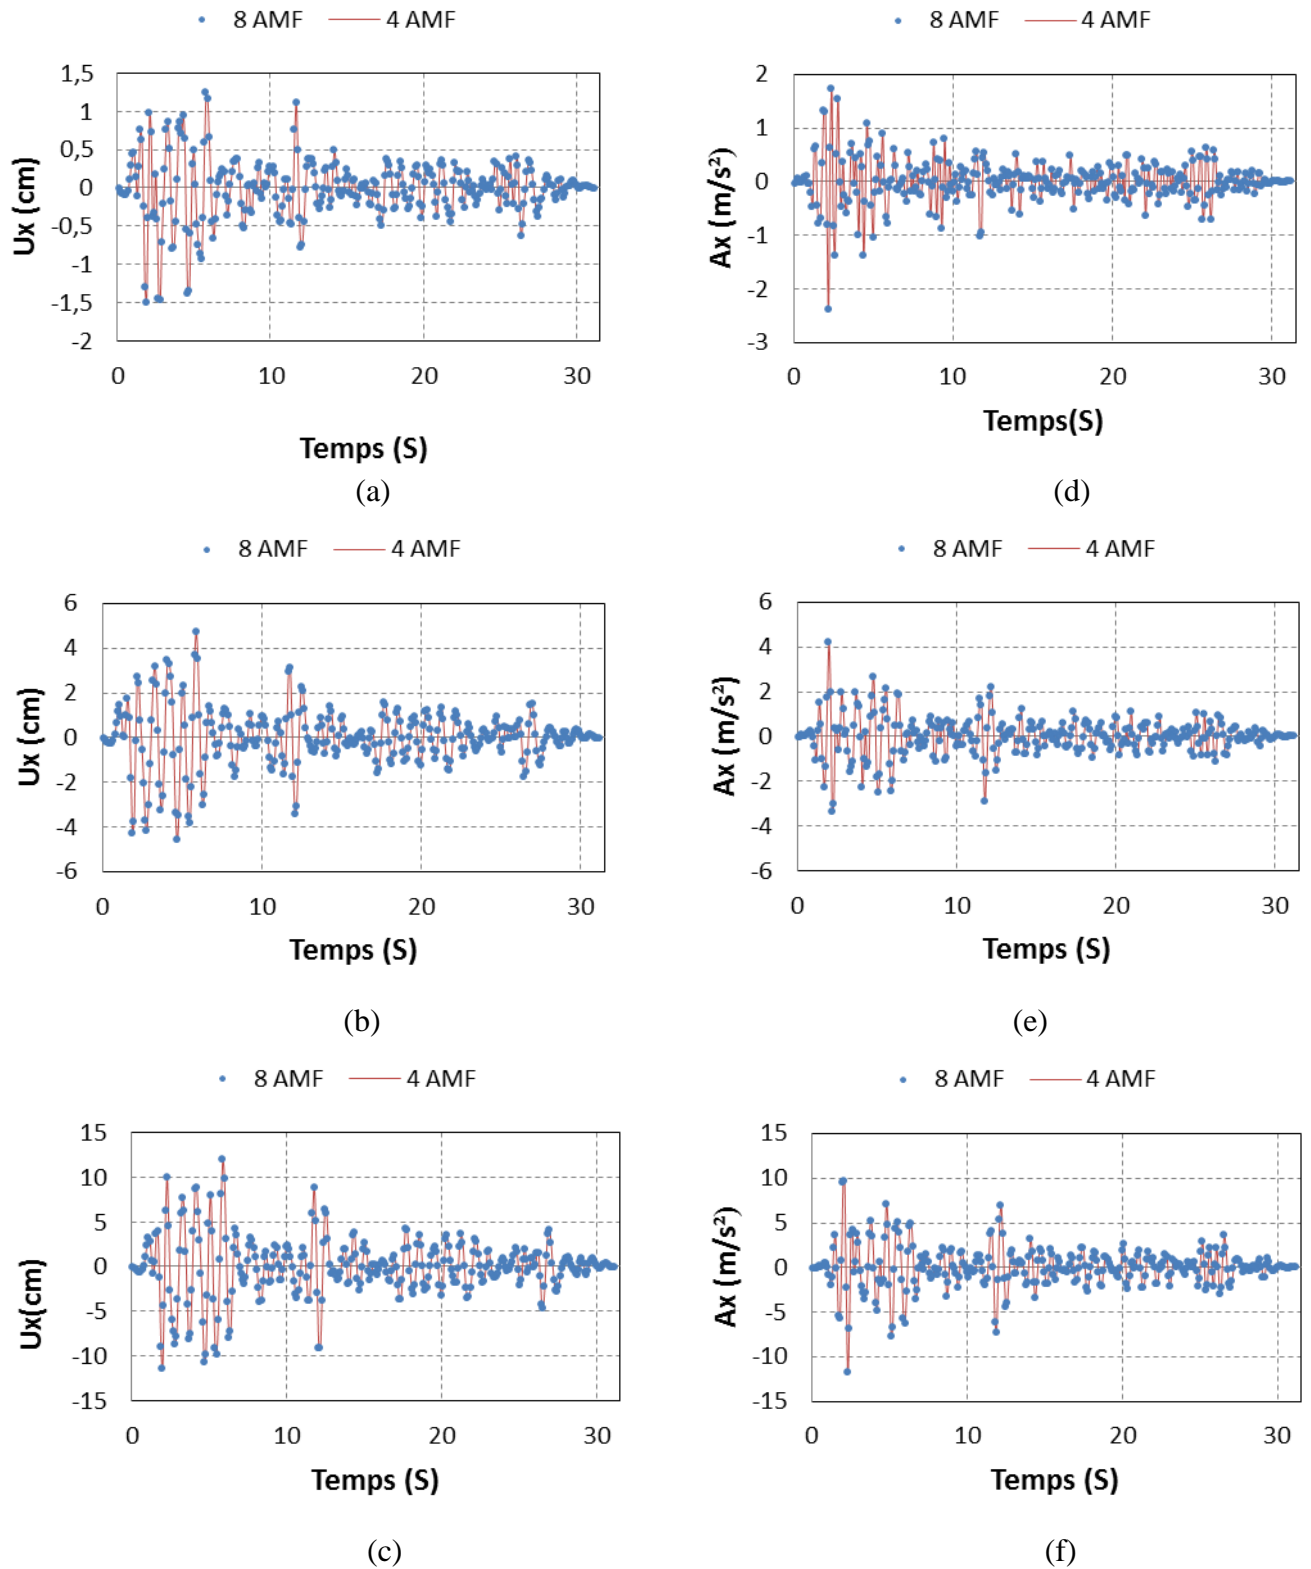 8 AMF 4 AMF
Ux (cm)
1,5
1
0,5
0
-0,5
-1
-1,5
-2
0 10 20 30
Temps (S)
(a)
8 AMF 4 AMF
Ax (m/s²)
2
1
0
-1
-2
-3
0 10 20 30
Temps(S)
(d)
8 AMF 4 AMF
Ux (cm)
6
4
2
0
-2
-4
-6
0 10 20 30
Temps (S)
(b)
8 AMF 4 AMF
Ax (m/s²)
6
4
2
0
-2
-4
-6
0 10 20 30
Temps (S)
(e)
8 AMF 4 AMF
Ux(cm)
15
10
5
0
-5
-10
-15
0 10 20 30
Temps (S)
(c)
8 AMF 4 AMF
Ax (m/s²)
15
10
5
0
-5
-10
-15
0 10 20 30
Temps (S)
(f)